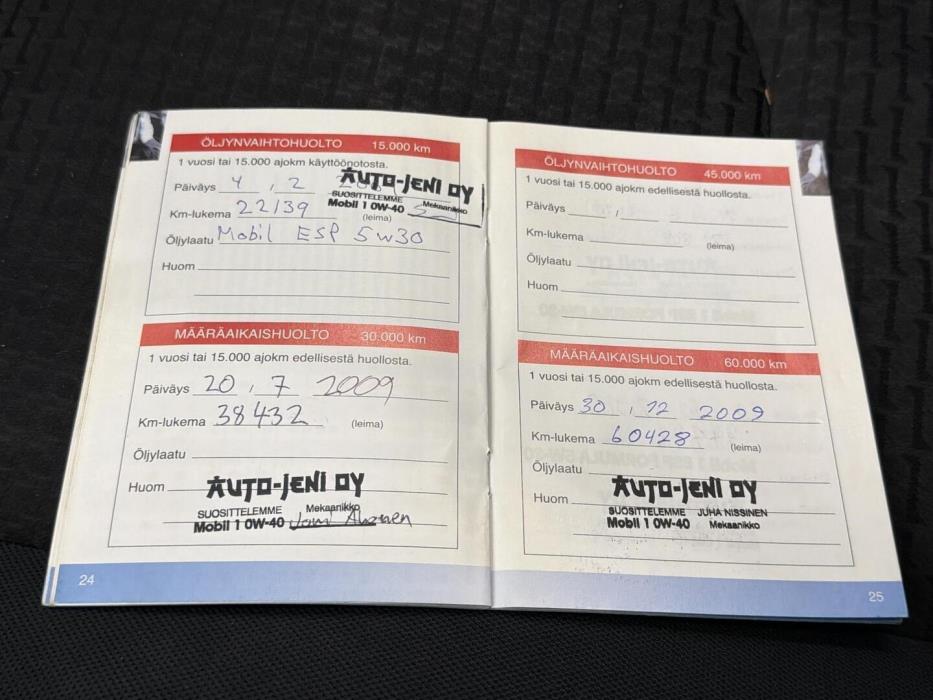 ÖLJYNVAIHTOHUOLTO 15.000 km
1 vuosi tai 15.000 ajokm käyttöönotosta.
Päiväys 4 , 2
AUTO-JENI OY
SUOSITTELEMME
Mobil 1 0W-40 Mekaanikko
Km-lukema 22139 (leima)
Öljylaatu Mobil ESP 5w30
Huom
MÄÄRÄAIKAISHUOLTO 30.000 km
1 vuosi tai 15.000 ajokm edellisestä huollosta.
Päiväys 20 , 7 2009
Km-lukema 38432 (leima)
Öljylaatu
Huom AUTO-JENI OY
SUOSITTELEMME Mekaanikko
Mobil 1 0W-40
24
ÖLJYNVAIHTOHUOLTO 45.000 km
1 vuosi tai 15.000 ajokm edellisestä huollosta.
Päiväys ,
Km-lukema (leima)
Öljylaatu
Huom
MÄÄRÄAIKAISHUOLTO 60.000 km
1 vuosi tai 15.000 ajokm edellisestä huollosta.
Päiväys 30 , 12 2009
Km-lukema 60428 (leima)
Öljylaatu
Huom AUTO-JENI OY
SUOSITTELEMME JUHA NISSINEN
Mobil 1 0W-40 Mekaanikko
25